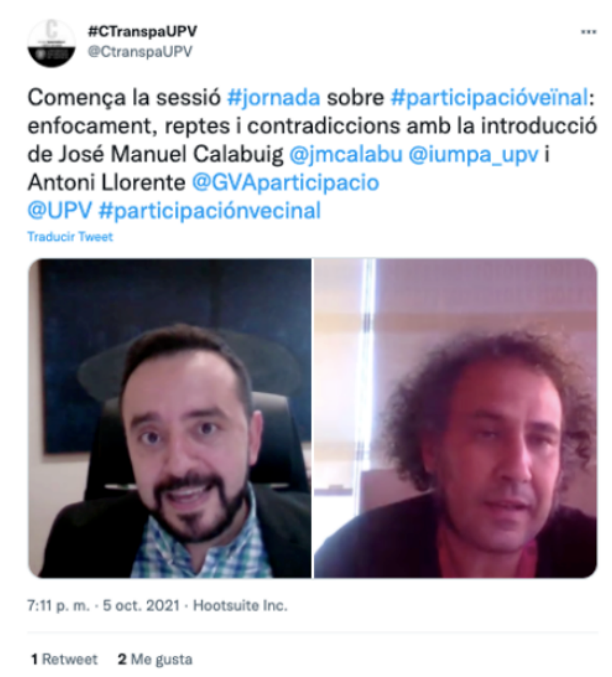 #CTranspaUPV
@CtranspaUPV
Comença la sessió #jornada sobre #participacióveïnal:
enfocament, reptes i contradiccions amb la introducció
de José Manuel Calabuig @jmcalabu @iumpa_upv i
Antoni Llorente @GVAparticipacio
@UPV #participaciónvecinal
Traducir Tweet
7:11 p. m. · 5 oct. 2021 · Hootsuite Inc.
1 Retweet 2 Me gusta